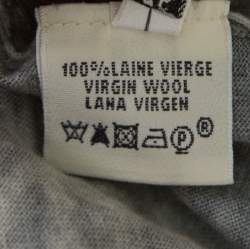 100% LAINE VIERGE
VIRGIN WOOL
LANA VIRGEN
P ®